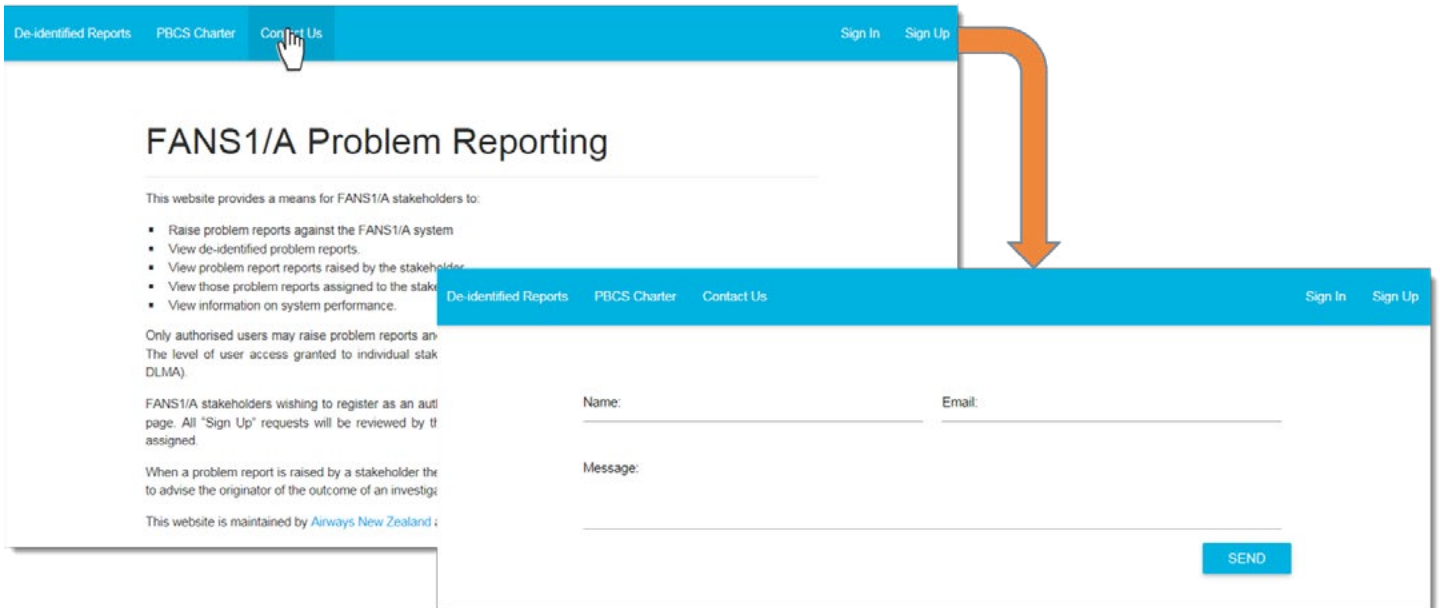 De-identified Reports PBCS Charter Contact Us Sign In Sign Up
FANS1/A Problem Reporting
This website provides a means for FANS1/A stakeholders to:
▪ Raise problem reports against the FANS1/A system
▪ View de-identified problem reports.
▪ View problem report reports raised by the stakeholder
▪ View those problem reports assigned to the
▪ View information on system performance.
Only authorised users may raise problem reports
The level of user access granted to individual
DLMA).
FANS1/A stakeholders wishing to register as an
page. All "Sign Up" requests will be reviewed by
assigned.
When a problem report is raised by a stakeholder the
to advise the originator of the outcome of an
This website is maintained by Airways New Zealand
De-identified Reports PBCS Charter Contact Us Sign In Sign Up
Name: Email:
Message:
SEND